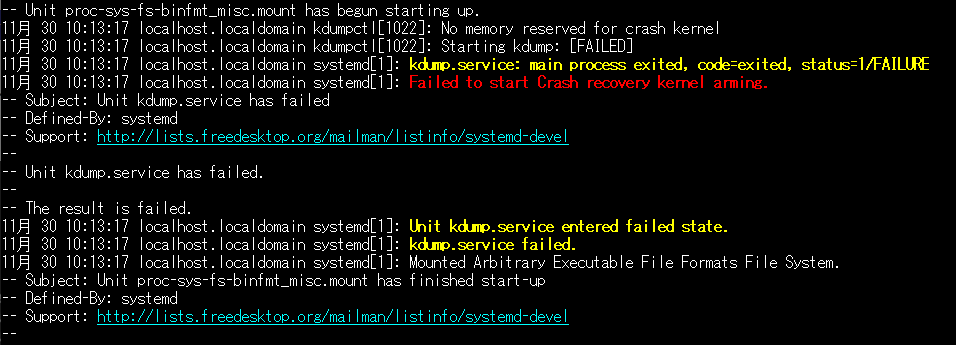 -- Unit proc-sys-fs-binfmt_misc.mount has begun starting up.
11月 30 10:13:17 localhost.localdomain kdumpctl[1022]: No memory reserved for crash kernel
11月 30 10:13:17 localhost.localdomain kdumpctl[1022]: Starting kdump: [FAILED]
11月 30 10:13:17 localhost.localdomain systemd[1]: kdump.service: main process exited, code=exited, status=1/FAILURE
11月 30 10:13:17 localhost.localdomain systemd[1]: Failed to start Crash recovery kernel arming.
-- Subject: Unit kdump.service has failed
-- Defined-By: systemd
-- Support: http://lists.freedesktop.org/mailman/listinfo/systemd-devel
--
-- Unit kdump.service has failed.
--
-- The result is failed.
11月 30 10:13:17 localhost.localdomain systemd[1]: Unit kdump.service entered failed state.
11月 30 10:13:17 localhost.localdomain systemd[1]: kdump.service failed.
11月 30 10:13:17 localhost.localdomain systemd[1]: Mounted Arbitrary Executable File Formats File System.
-- Subject: Unit proc-sys-fs-binfmt_misc.mount has finished start-up
-- Defined-By: systemd
-- Support: http://lists.freedesktop.org/mailman/listinfo/systemd-devel
--